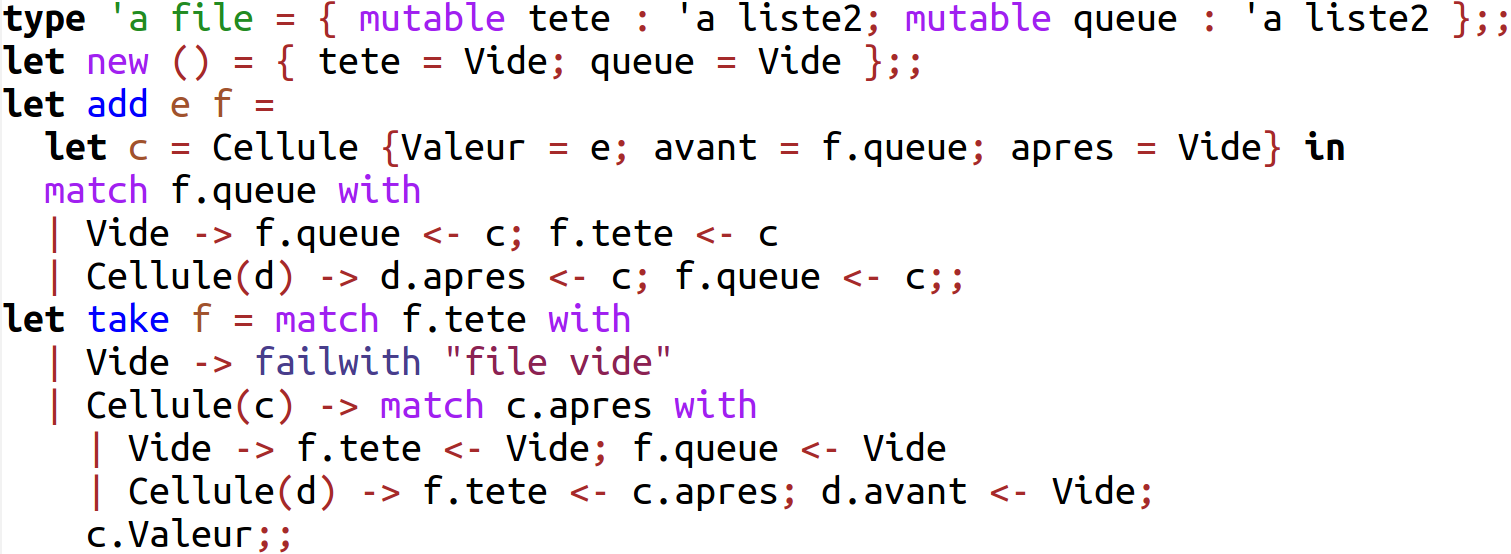 type 'a file = { mutable tete : 'a liste2; mutable queue : 'a liste2 };;
let new () = { tete = Vide; queue = Vide };;
let add e f =
  let c = Cellule {Valeur = e; avant = f.queue; apres = Vide} in
  match f.queue with
  | Vide -> f.queue <- c; f.tete <- c
  | Cellule(d) -> d.apres <- c; f.queue <- c;;
let take f = match f.tete with
  | Vide -> failwith "file vide"
  | Cellule(c) -> match c.apres with
    | Vide -> f.tete <- Vide; f.queue <- Vide
    | Cellule(d) -> f.tete <- c.apres; d.avant <- Vide;
    c.Valeur;;